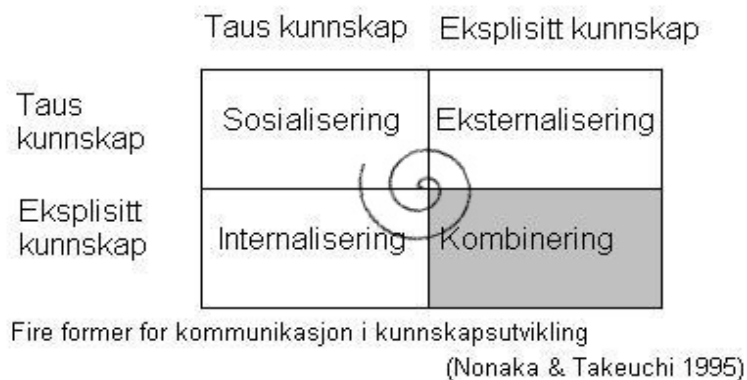 Taus kunnskap Eksplisitt kunnskap
Taus
kunnskap
Sosialisering Eksternalisering
Eksplisitt
kunnskap
Internalisering Kombinering
Fire former for kommunikasjon i kunnskapsutvikling
(Nonaka & Takeuchi 1995)